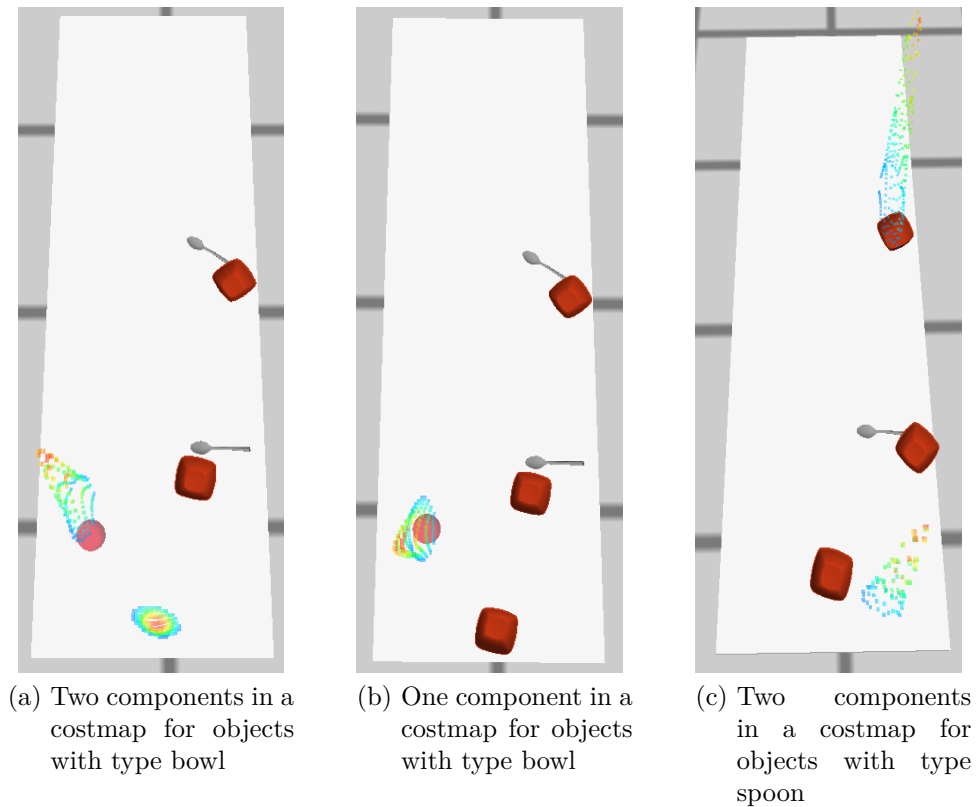 (a) Two components in a
costmap for objects
with type bowl
(b) One component in a
costmap for objects
with type bowl
(c) Two components
in a costmap for
objects with type
spoon